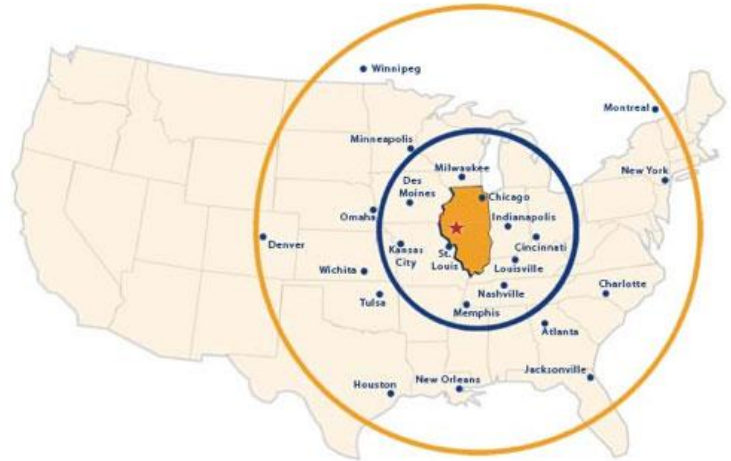 Winnipeg
Montreal
Minneapolis
Milwaukee
New York
Des
Moines
Chicago
Omaha
Indianapolis
Denver
Kansas
City
St.
Louis
Cincinnati
Louisville
Wichita
Nashville
Charlotte
Tulsa
Memphis
Atlanta
Jacksonville
Houston
New Orleans